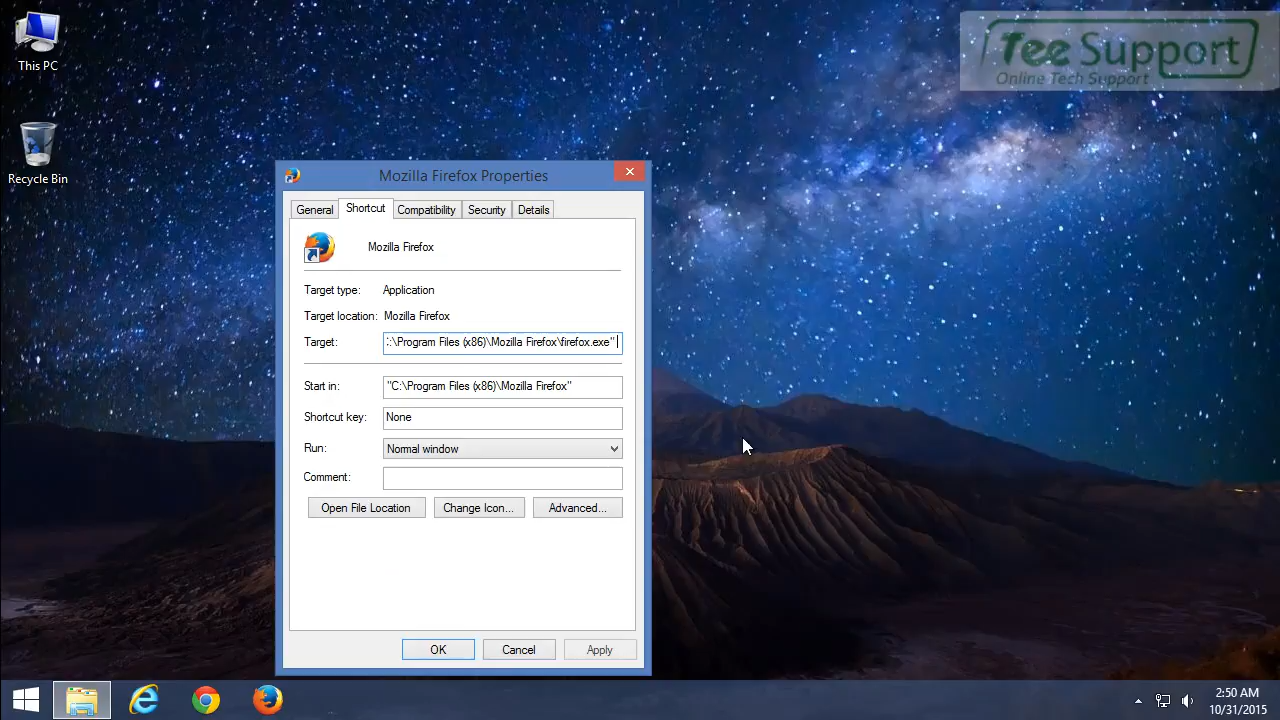 This PC
Recycle Bin
Tee Support
Online Tech Support
Mozilla Firefox Properties
General Shortcut Compatibility Security Details
Mozilla Firefox
Target type: Application
Target location: Mozilla Firefox
Target: :\Program Files (x86)\Mozilla Firefox\firefox.exe"
Start in: "C:\Program Files (x86)\Mozilla Firefox"
Shortcut key: None
Run: Normal window
Comment:
Open File Location Change Icon... Advanced...
OK Cancel Apply
2:50 AM
10/31/2015